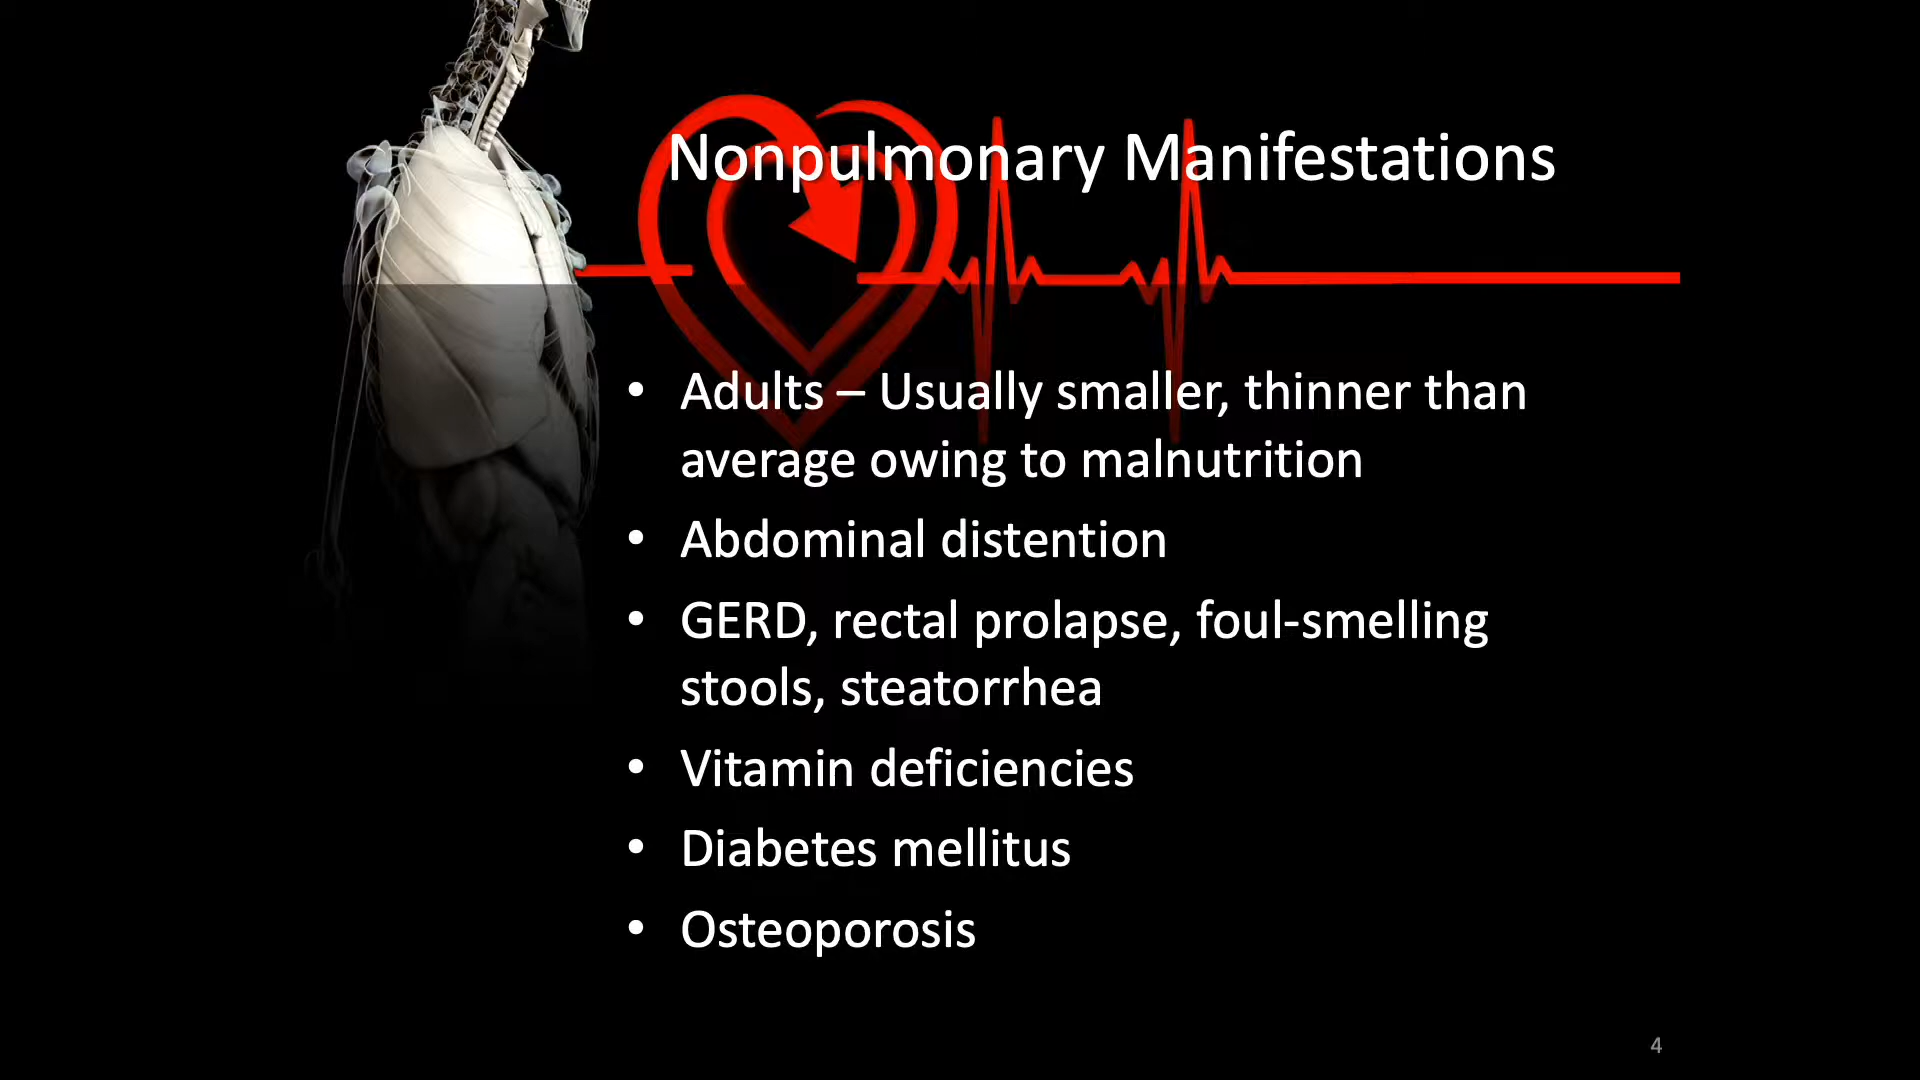 Nonpulmonary Manifestations
• Adults – Usually smaller, thinner than
average owing to malnutrition
• Abdominal distention
• GERD, rectal prolapse, foul-smelling
stools, steatorrhea
• Vitamin deficiencies
• Diabetes mellitus
• Osteoporosis
4